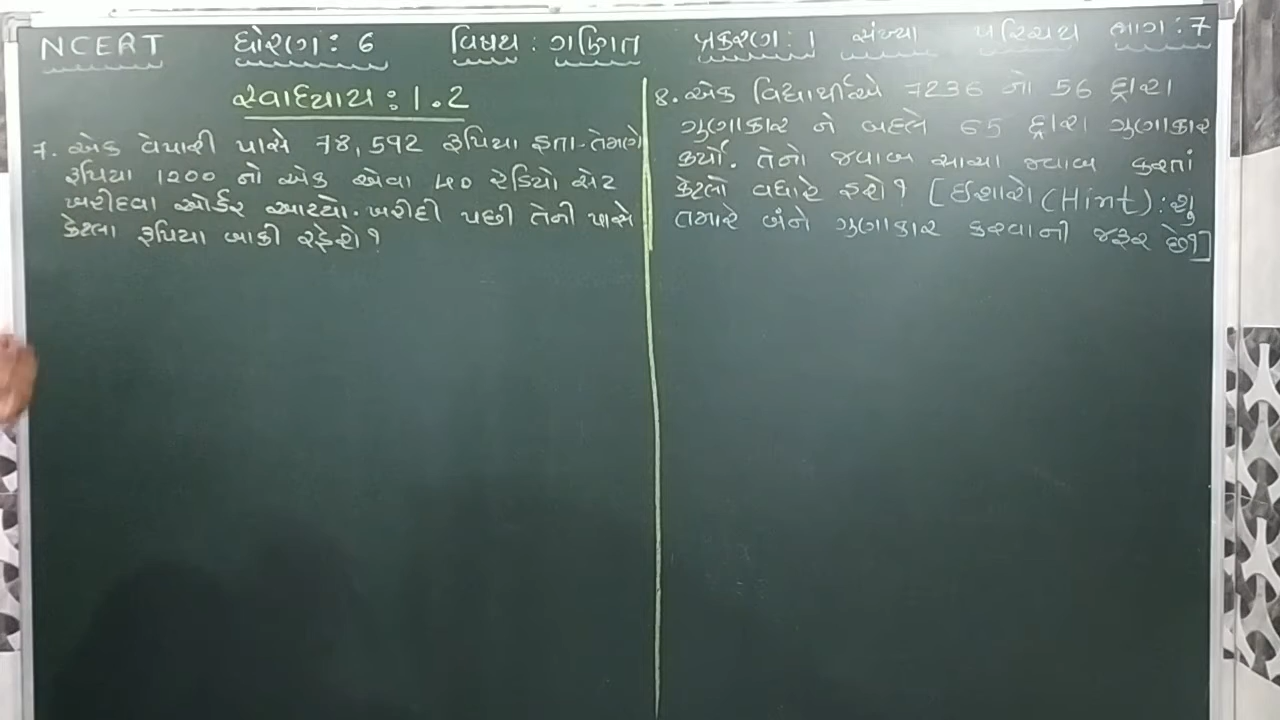 NCERT ધોરણ : 6 વિષય : ગણિત પ્રકરણ : 1 સંખ્યા પરિચય ભાગ : 7
સ્વાધ્યાય : 1.2
7. એક વેપારી પાસે 78,592 રૂપિયા હતા. તેમણે
રૂપિયા 1200 નો એક એવા 40 રેડિયો સેટ
ખરીદવા ઓર્ડર આપ્યો. ખરીદી પછી તેની પાસે
કેટલા રૂપિયા બાકી રહેશે ?
8. એક વિદ્યાર્થીએ 7236 નો 56 દ્વારા
ગુણાકાર ને બદલે 65 દ્વારા ગુણાકાર
કર્યો. તેનો જવાબ સાચા જવાબ કરતાં
કેટલો વધારે હશે ? [ઈશારો (Hint) : શું
તમારે બંને ગુણાકાર કરવાની જરૂર છે?]